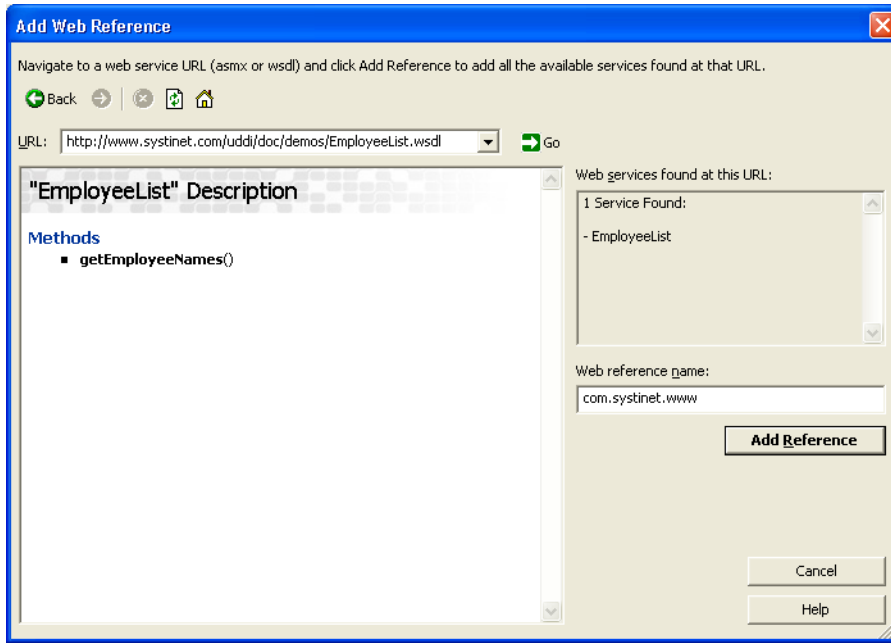 Add Web Reference
Navigate to a web service URL (asmx or wsdl) and click Add Reference to add all the available services found at that URL.
Back
URL: http://www.systinet.com/uddi/doc/demos/EmployeeList.wsdl Go
"EmployeeList" Description
Methods
getEmployeeNames()
Web services found at this URL:
1 Service Found:
- EmployeeList
Web reference name:
com.systinet.www
Add Reference
Cancel
Help